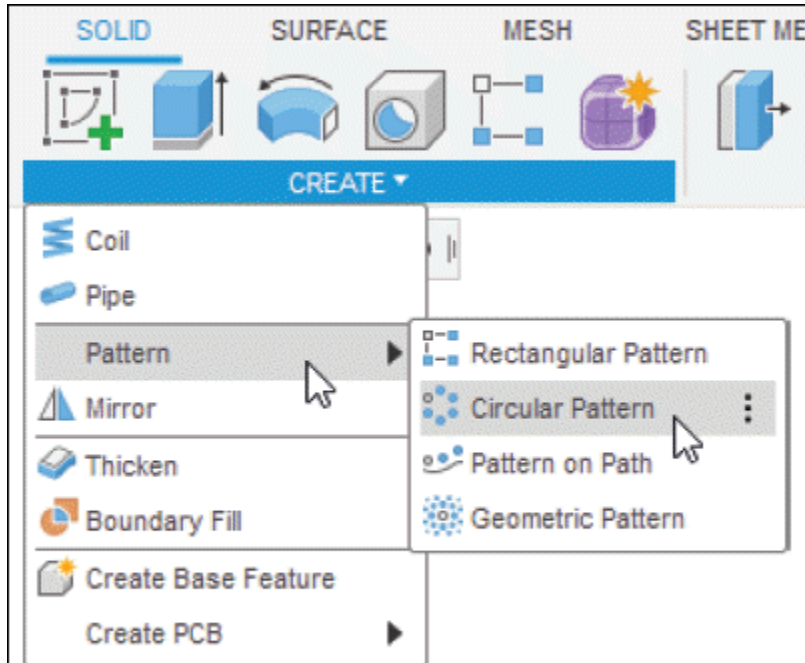 SOLID
SURFACE
MESH
SHEET ME
CREATE
Coil
Pipe
Pattern
Mirror
Thicken
Boundary Fill
Create Base Feature
Create PCB
Rectangular Pattern
Circular Pattern
Pattern on Path
Geometric Pattern